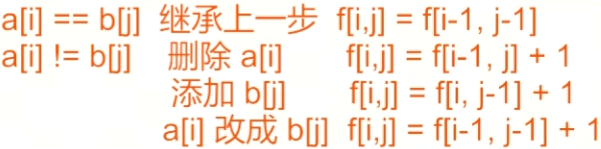 a[i] == b[j] 继承上一步 f[i,j] = f[i-1, j-1]
a[i] != b[j] 删除 a[i] f[i,j] = f[i-1, j] + 1
添加 b[j] f[i,j] = f[i, j-1] + 1
a[i] 改成 b[j] f[i,j] = f[i-1, j-1] + 1